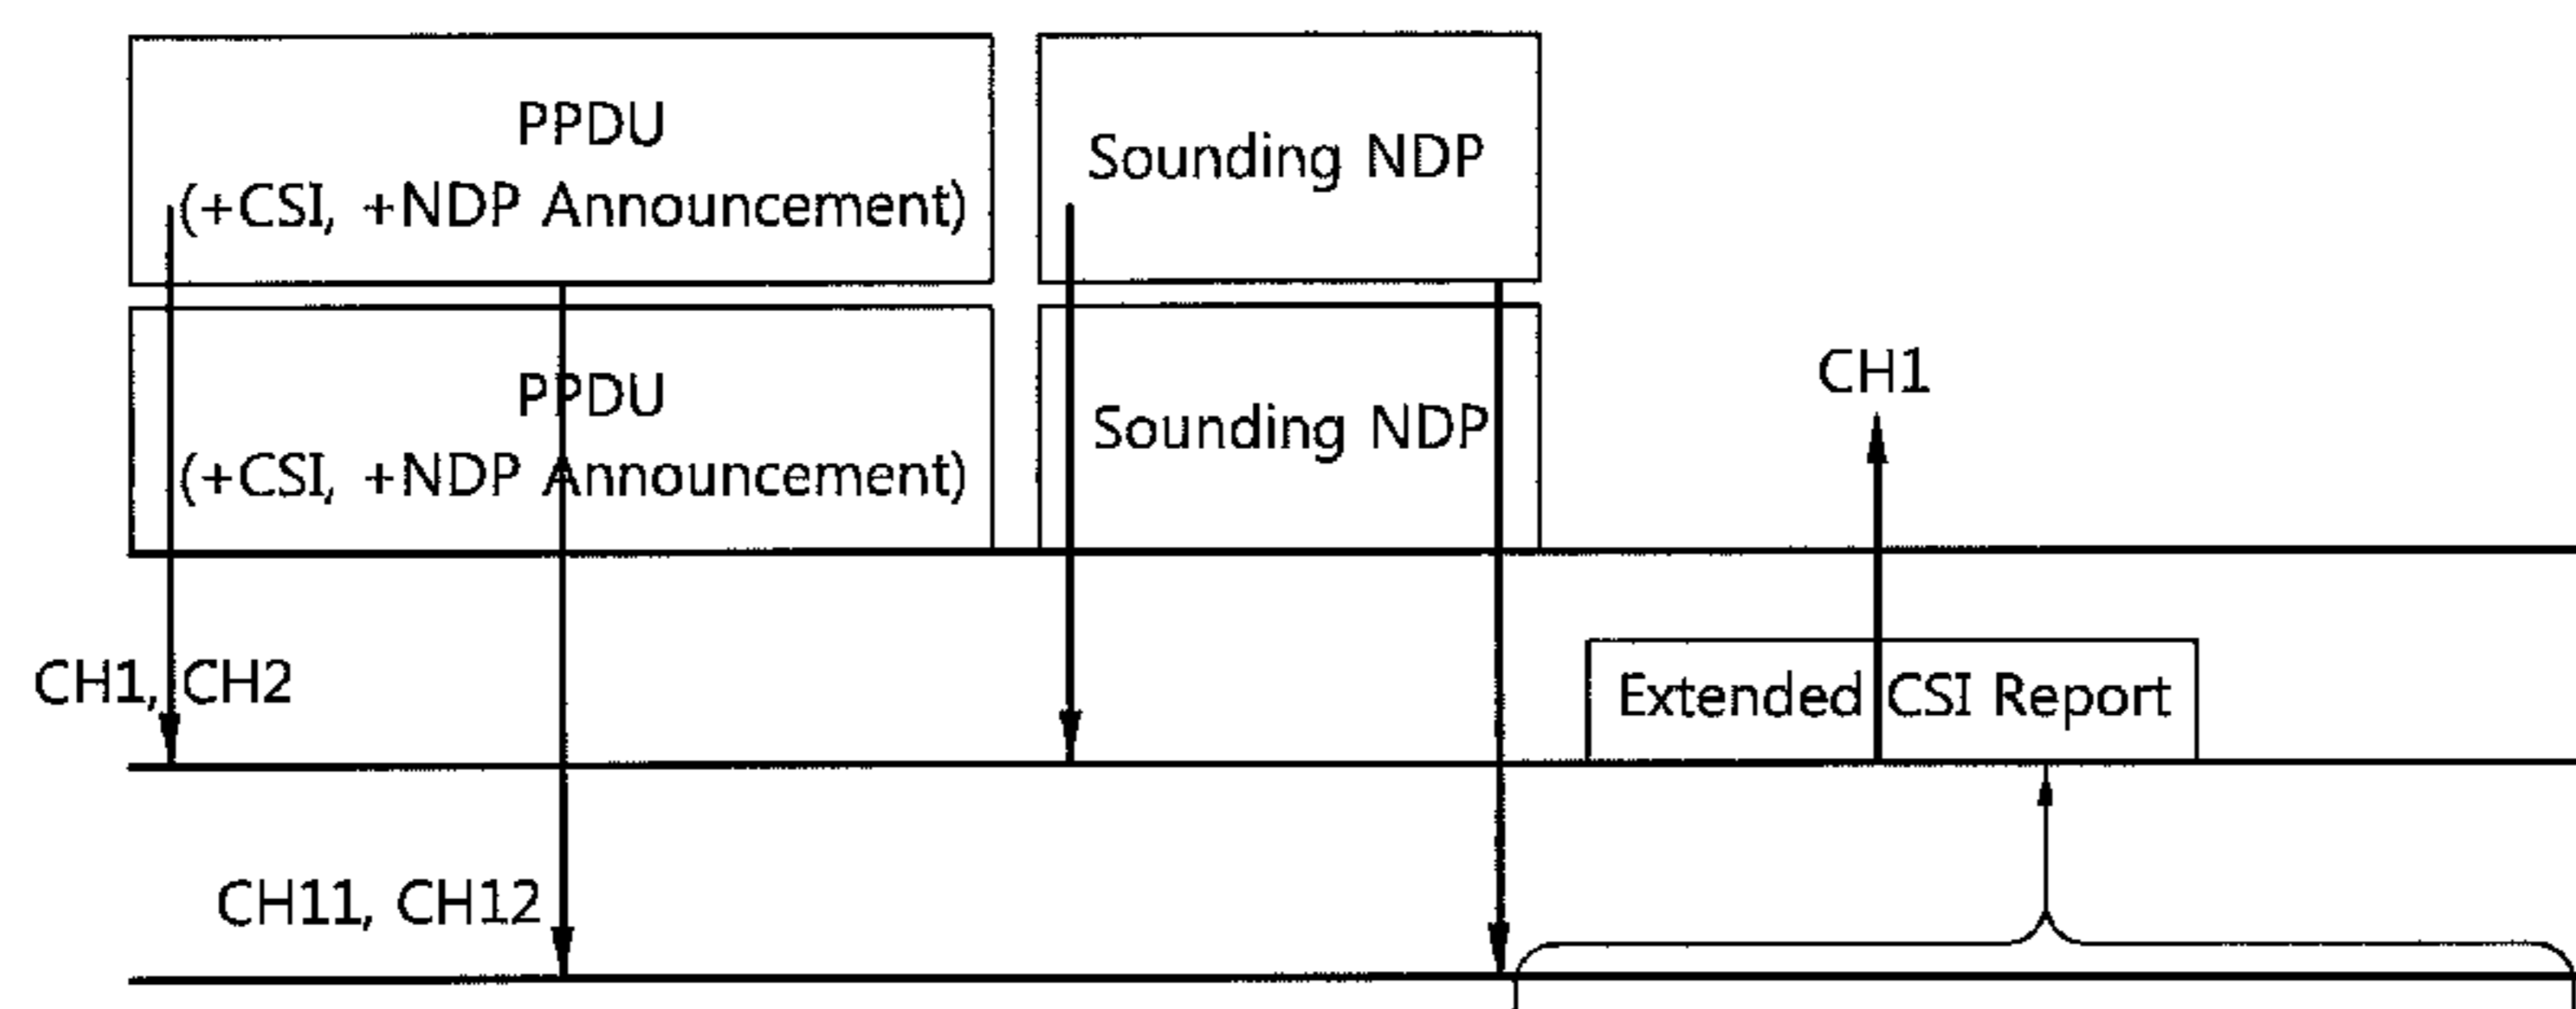 PPDU
(+CSI, +NDP Announcement)
Sounding NDP
PPDU
(+CSI, +NDP Announcement)
Sounding NDP
CH1
CH1, CH2
Extended CSI Report
CH11, CH12